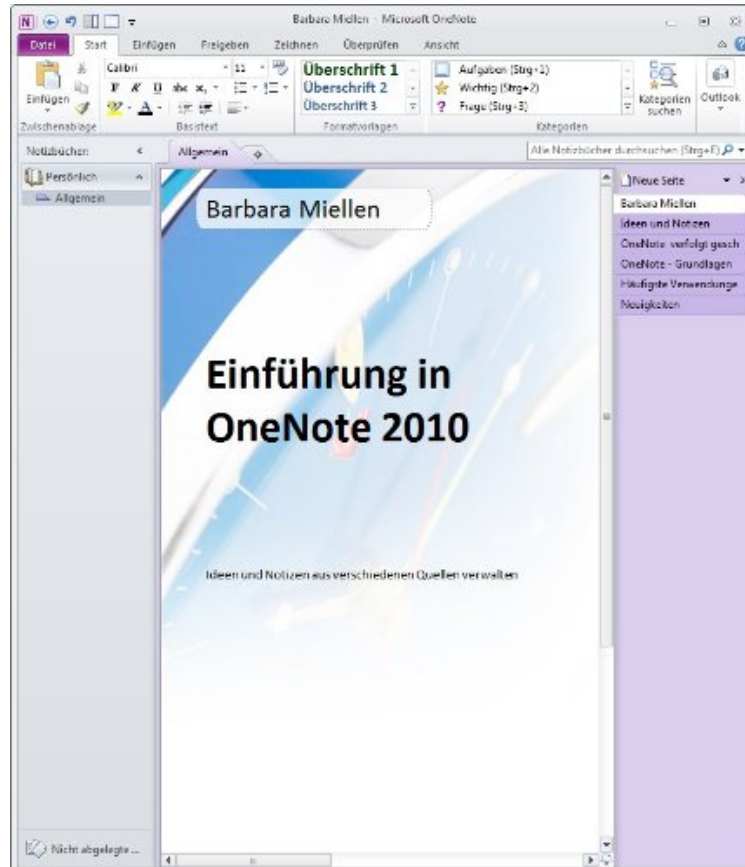 Barbara Miellen - Microsoft OneNote
Datei Start Einfügen Freigeben Zeichnen Überprüfen Ansicht
Calibri 11
Überschrift 1
Überschrift 2
Überschrift 3
Aufgaben (Strg+1)
Wichtig (Strg+2)
Frage (Strg+3)
Einfügen
F K U abc x₂
Kategorien suchen
Outlook
Zwischenablage Basistext Formatvorlagen Kategorien
Notizbücher
Allgemein
Alle Notizbücher durchsuchen (Strg+E)
Persönlich
Allgemein
Barbara Miellen
Einführung in
OneNote 2010
Ideen und Notizen aus verschiedenen Quellen verwalten
Neue Seite
Barbara Miellen
Ideen und Notizen
OneNote verfolgt gesch
OneNote - Grundlagen
Häufigste Verwendunge
Neuigkeiten
Nicht abgelegte ...